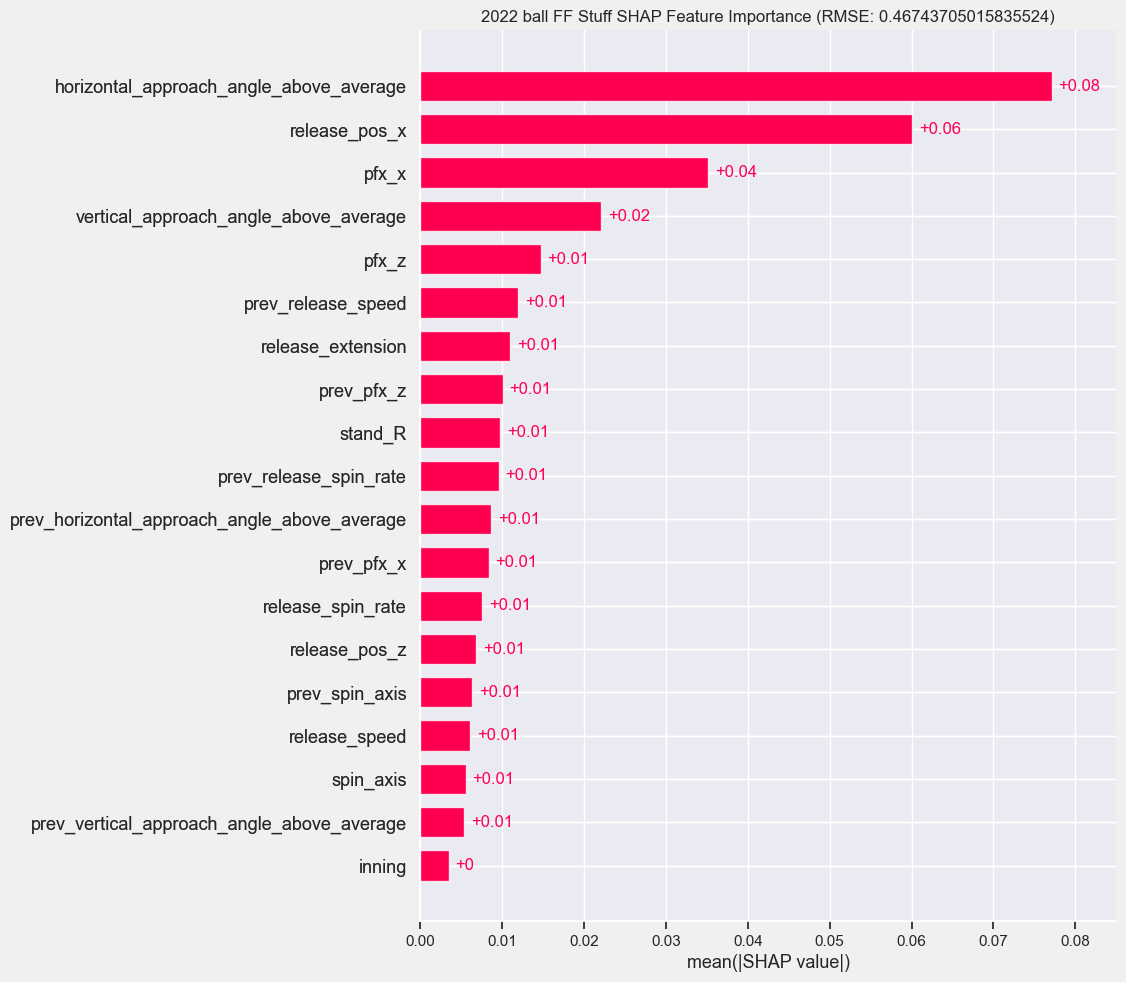 2022 ball FF Stuff SHAP Feature Importance (RMSE: 0.46743705015835524)
horizontal_approach_angle_above_average +0.08
release_pos_x +0.06
pfx_x +0.04
vertical_approach_angle_above_average +0.02
pfx_z +0.01
prev_release_speed +0.01
release_extension +0.01
prev_pfx_z +0.01
stand_R +0.01
prev_release_spin_rate +0.01
prev_horizontal_approach_angle_above_average +0.01
prev_pfx_x +0.01
release_spin_rate +0.01
release_pos_z +0.01
prev_spin_axis +0.01
release_speed +0.01
spin_axis +0.01
prev_vertical_approach_angle_above_average +0.01
inning +0
0.00 0.01 0.02 0.03 0.04 0.05 0.06 0.07 0.08
mean(|SHAP value|)